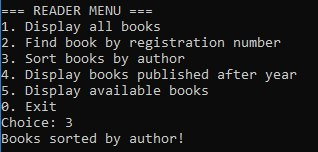 === READER MENU ===
1. Display all books
2. Find book by registration number
3. Sort books by author
4. Display books published after year
5. Display available books
0. Exit
Choice: 3
Books sorted by author!